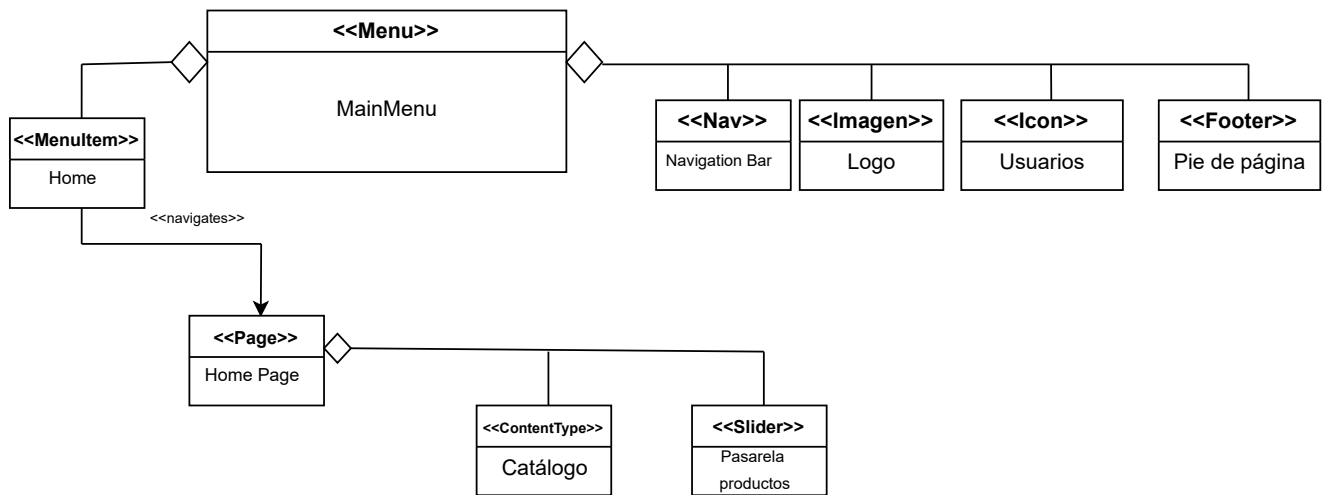 <<Menu>>
MainMenu
<<MenuItem>>
Home
<<Nav>>
Navigation Bar
<<Imagen>>
Logo
<<Icon>>
Usuarios
<<Footer>>
Pie de página
<<navigates>>
<<Page>>
Home Page
<<ContentType>>
Catálogo
<<Slider>>
Pasarela
productos